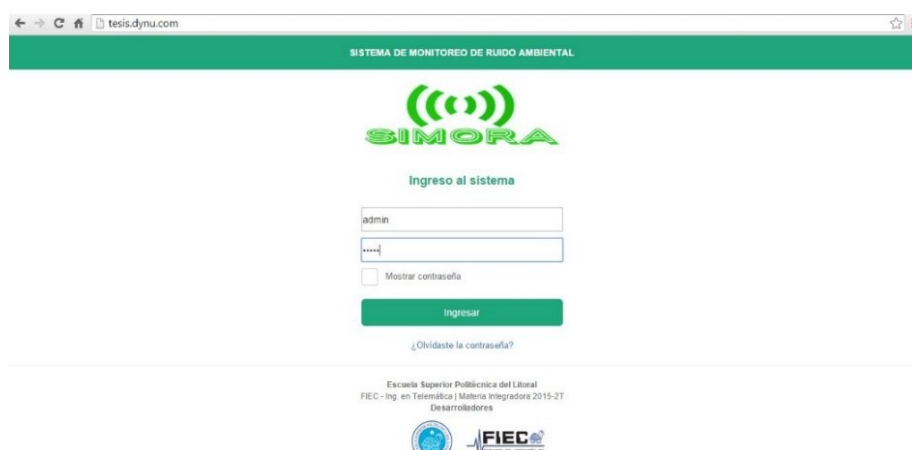 tesis.dynu.com
SISTEMA DE MONITOREO DE RUIDO AMBIENTAL
SIMORA
Ingreso al sistema
admin
•••••
Mostrar contraseña
Ingresar
¿Olvidaste la contraseña?
Escuela Superior Politécnica del Litoral
FIEC - Ing. en Telemática | Materia Integradora 2015-2T
Desarrolladores
FIEC